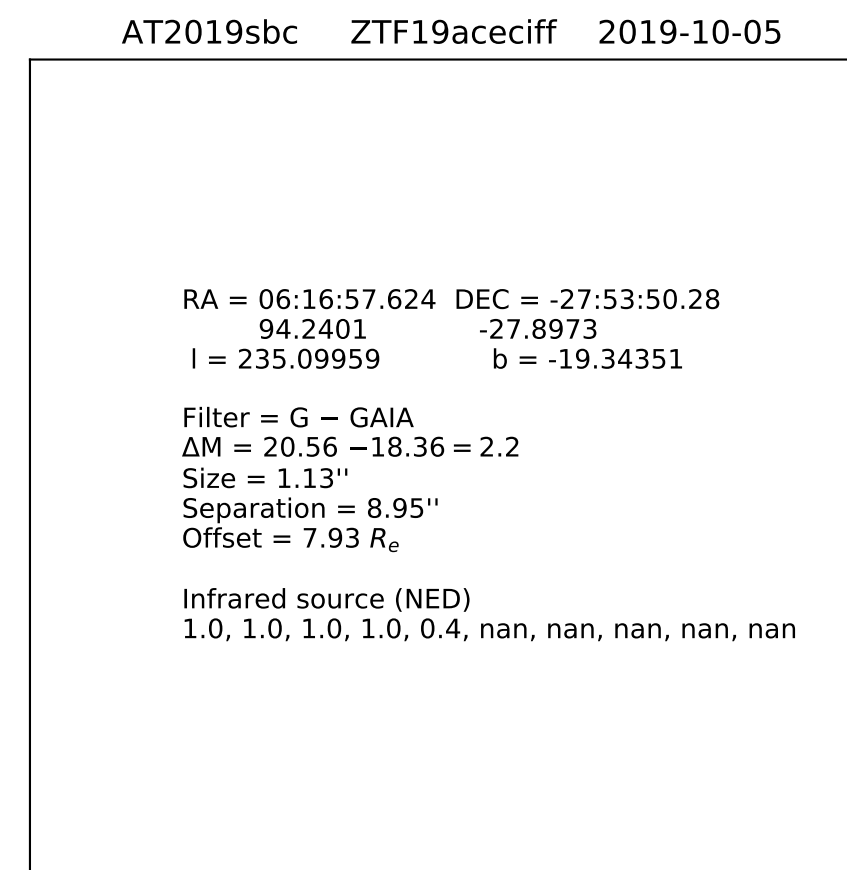 AT2019sbc ZTF19aceciff 2019-10-05
RA = 06:16:57.624 DEC = -27:53:50.28
94.2401 -27.8973
l = 235.09959 b = -19.34351
Filter = G − GAIA
ΔM = 20.56 −18.36 = 2.2
Size = 1.13''
Separation = 8.95''
Offset = 7.93 Re
Infrared source (NED)
1.0, 1.0, 1.0, 1.0, 0.4, nan, nan, nan, nan, nan